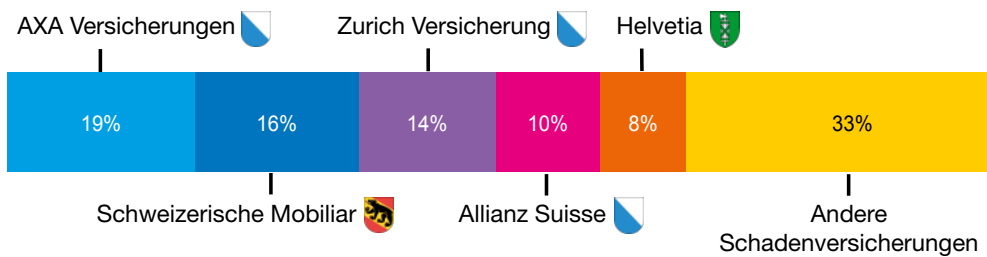 AXA Versicherungen
Zurich Versicherung
Helvetia
19%
16%
14%
10%
8%
33%
Schweizerische Mobiliar
Allianz Suisse
Andere
Schadenversicherungen